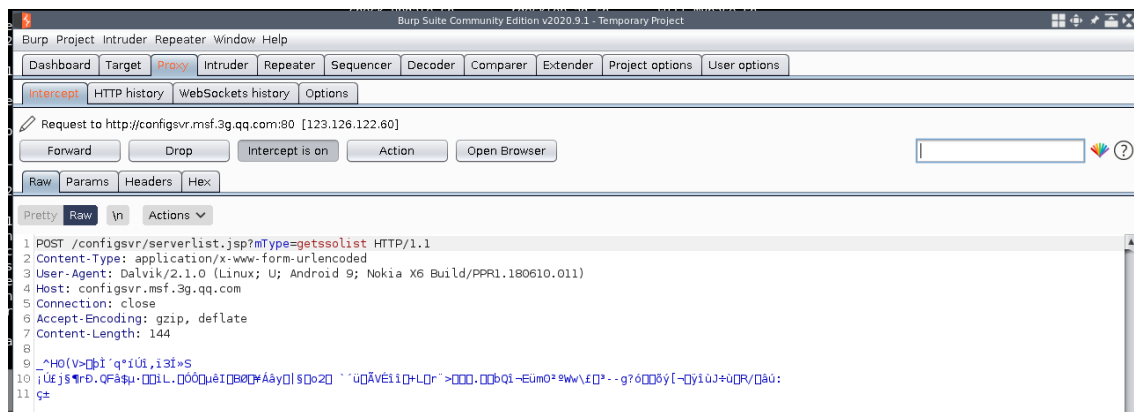 Burp Suite Community Edition v2020.9.1 - Temporary Project
Burp Project Intruder Repeater Window Help
Dashboard Target Proxy Intruder Repeater Sequencer Decoder Comparer Extender Project options User options
Intercept HTTP history WebSockets history Options
Request to http://configsvr.msf.3g.qq.com:80 [123.126.122.60]
Forward Drop Intercept is on Action Open Browser
Raw Params Headers Hex
Pretty Raw \n Actions
1 POST /configsvr/serverlist.jsp?mType=getssolist HTTP/1.1
2 Content-Type: application/x-www-form-urlencoded
3 User-Agent: Dalvik/2.1.0 (Linux; U; Android 9; Nokia X6 Build/PPR1.180610.011)
4 Host: configsvr.msf.3g.qq.com
5 Connection: close
6 Accept-Encoding: gzip, deflate
7 Content-Length: 144
8
9
10
11 ç±